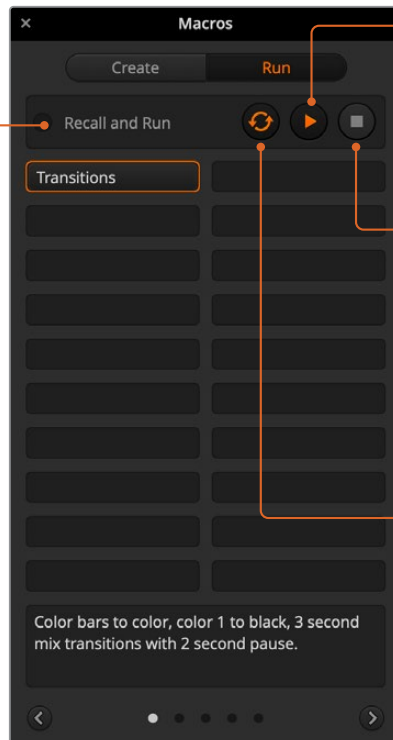 Macros
Create
Run
Recall and Run
Transitions
Color bars to color, color 1 to black, 3 second
mix transitions with 2 second pause.